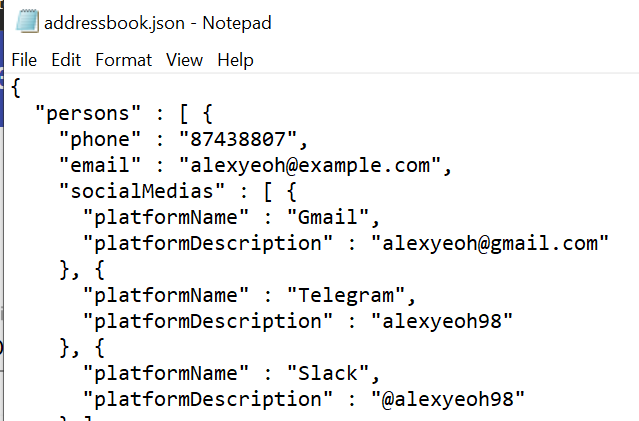 addressbook.json - Notepad
File Edit Format View Help
{
  "persons" : [ {
    "phone" : "87438807",
    "email" : "alexyeoh@example.com",
    "socialMedias" : [ {
      "platformName" : "Gmail",
      "platformDescription" : "alexyeoh@gmail.com"
    }, {
      "platformName" : "Telegram",
      "platformDescription" : "alexyeoh98"
    }, {
      "platformName" : "Slack",
      "platformDescription" : "@alexyeoh98"